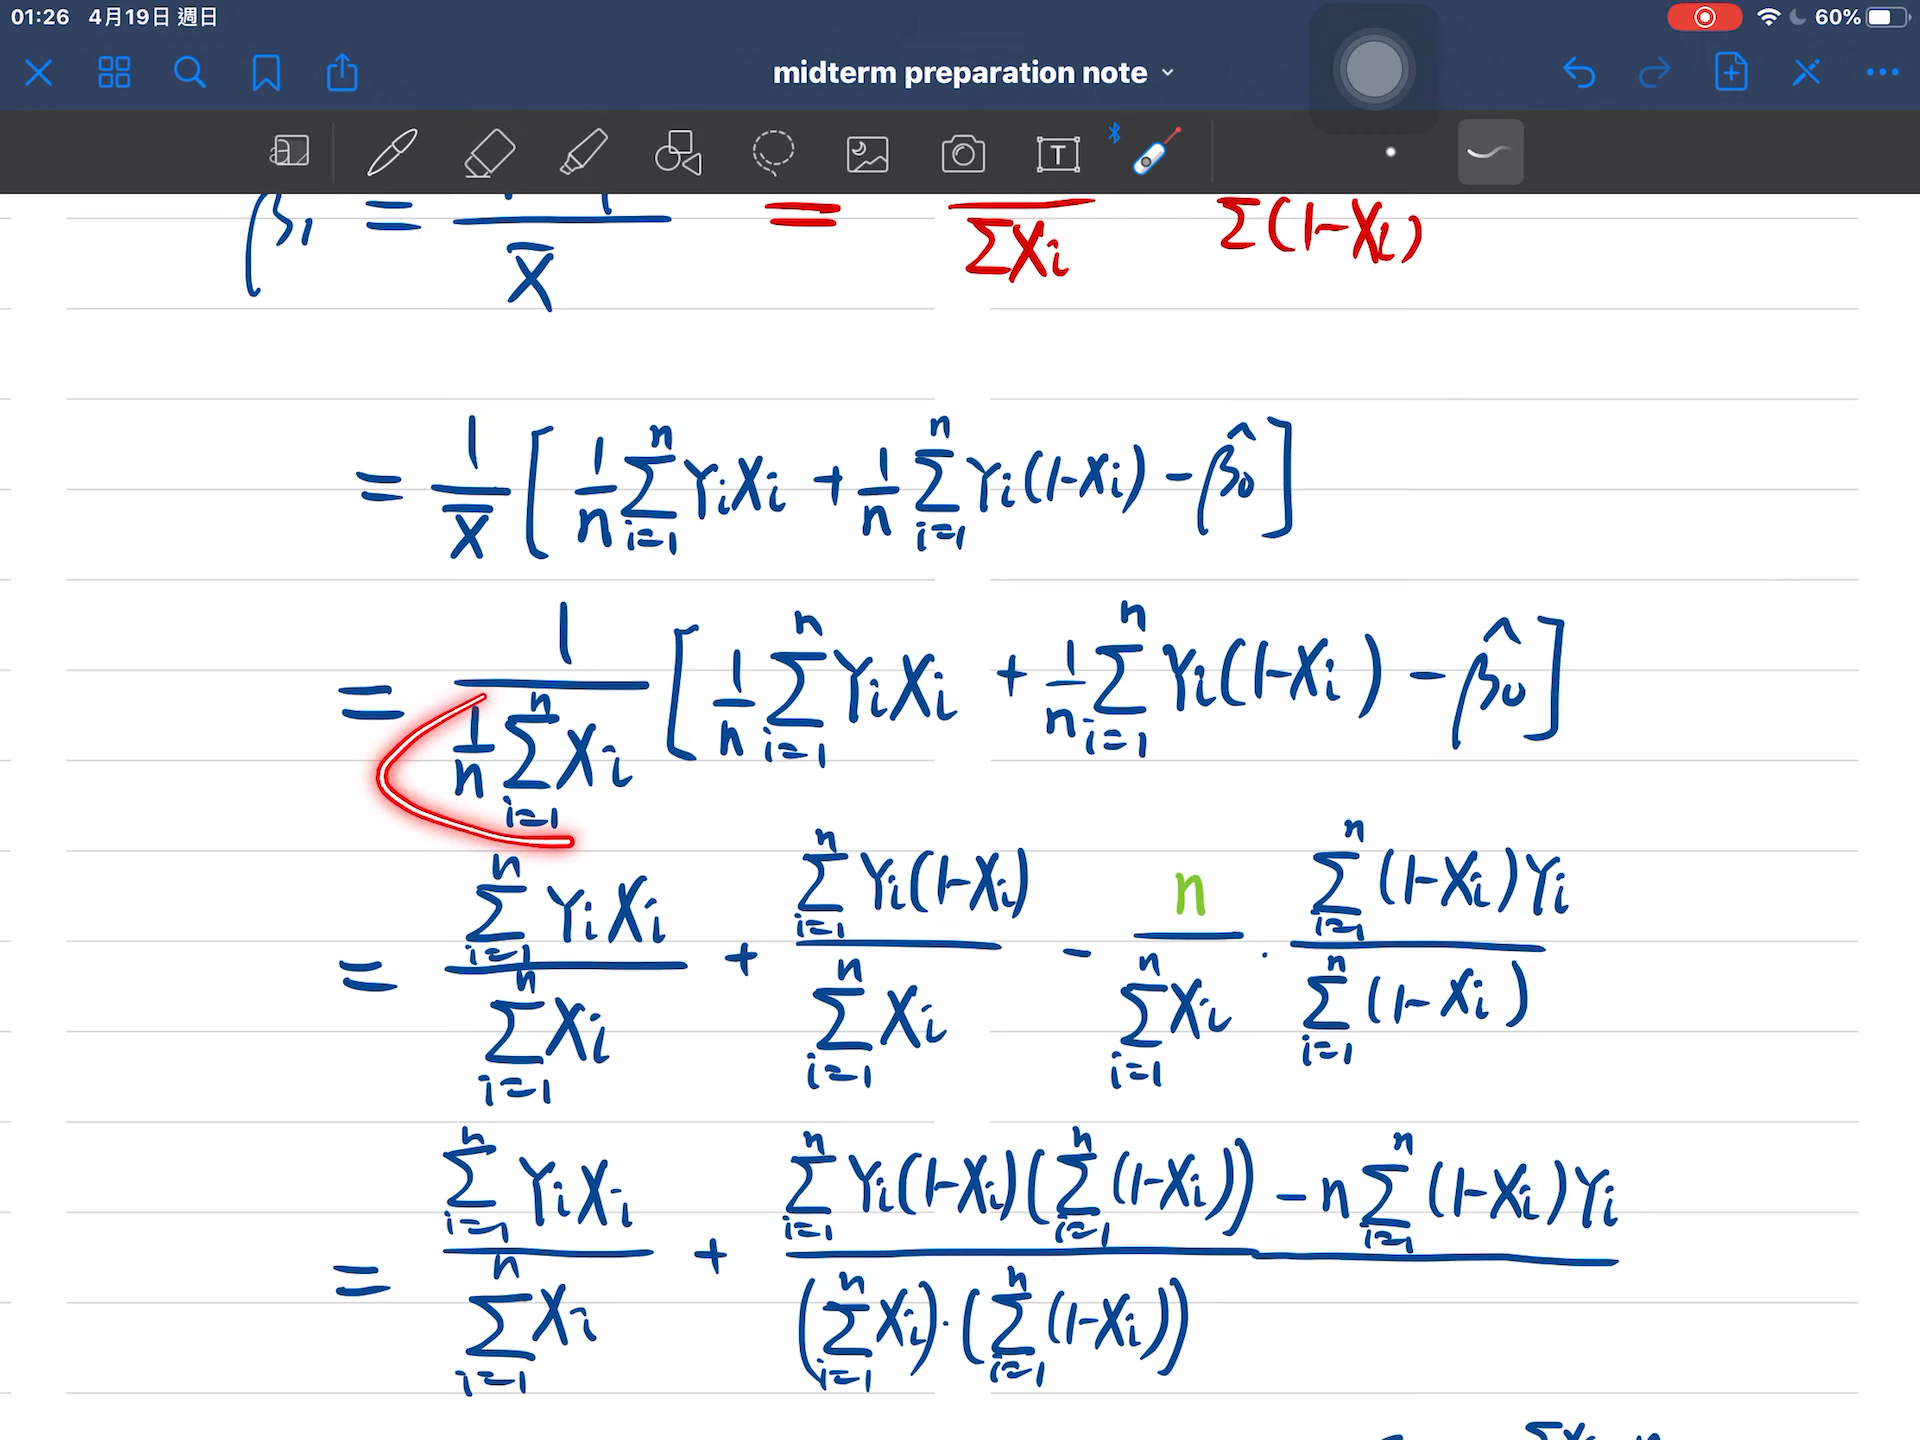 01:26 4月19日 週日 60%
midterm preparation note
T
β₁ = / X̄ = / ΣXi Σ(1-Xi)
= 1/X̄ [ 1/n Σ_{i=1}^{n} YiXi + 1/n Σ_{i=1}^{n} Yi(1-Xi) - β̂₀ ]
= 1 / (1/n Σ_{i=1}^{n} Xi) [ 1/n Σ_{i=1}^{n} YiXi + 1/n Σ_{i=1}^{n} Yi(1-Xi) - β̂₀ ]
= Σ_{i=1}^{n} YiXi / Σ_{i=1}^{n} Xi + Σ_{i=1}^{n} Yi(1-Xi) / Σ_{i=1}^{n} Xi - n / Σ_{i=1}^{n} Xi · Σ_{i=1}^{n} (1-Xi)Yi / Σ_{i=1}^{n} (1-Xi)
= Σ_{i=1}^{n} YiXi / Σ_{i=1}^{n} Xi + ( Σ_{i=1}^{n} Yi(1-Xi)(Σ_{i=1}^{n} (1-Xi)) - n Σ_{i=1}^{n} (1-Xi)Yi ) / (Σ_{i=1}^{n} Xi)·(Σ_{i=1}^{n} (1-Xi))